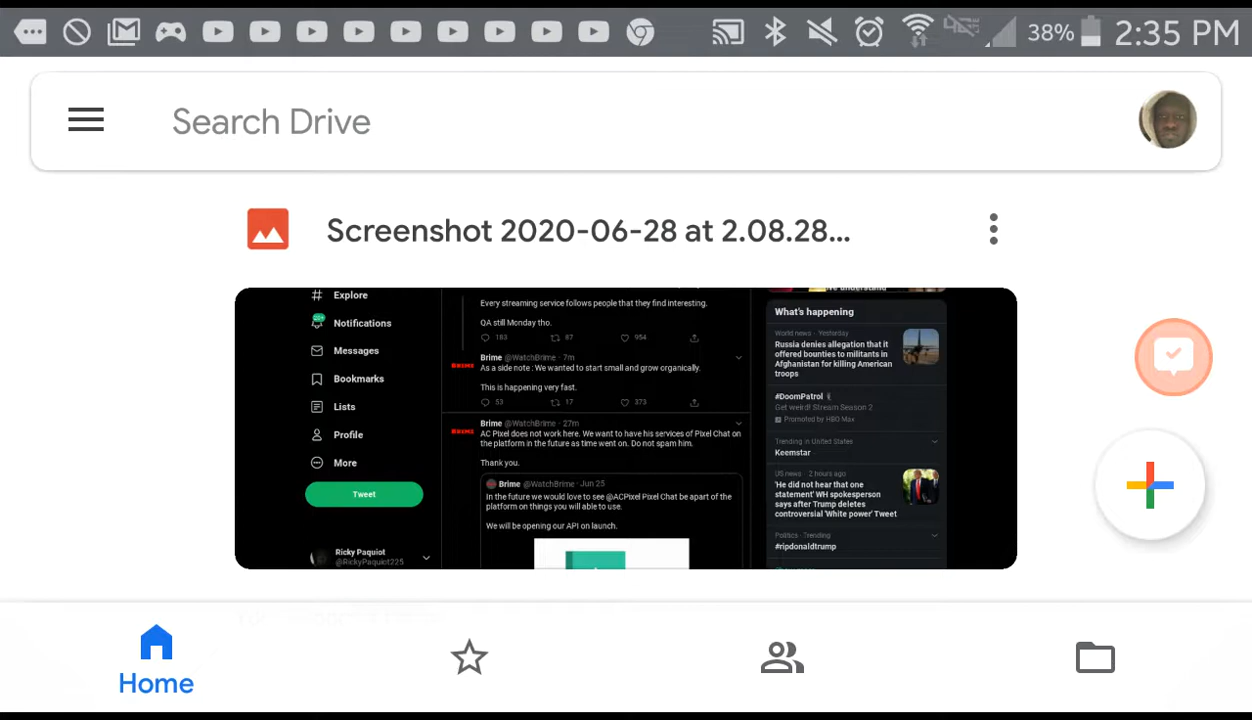 38% 2:35 PM
Search Drive
Screenshot 2020-06-28 at 2.08.28...
Explore
20+
Notifications
Messages
Bookmarks
Lists
Profile
More
Tweet
Ricky Paquiot
@RickyPaquiot225
Every streaming service follows people that they find interesting.
QA still Monday tho.
183 87 954
BRIME
Brime @WatchBrime · 7m
As a side note : We wanted to start small and grow organically.
This is happening very fast.
53 17 373
BRIME
Brime @WatchBrime · 27m
AC Pixel does not work here. We want to have his services of Pixel Chat on
the platform in the future as time went on. Do not spam him.
Thank you.
Brime @WatchBrime · Jun 25
In the future we would love to see @ACPixel Pixel Chat be apart of the
platform on things you will able to use.
We will be opening our API on launch.
What's happening
World news · Yesterday
Russia denies allegation that it
offered bounties to militants in
Afghanistan for killing American
troops
#DoomPatrol
Get weird! Stream Season 2
Promoted by HBO Max
Trending in United States
Keemstar
US news · 2 hours ago
'He did not hear that one
statement' WH spokesperson
says after Trump deletes
controversial 'White power' Tweet
Politics · Trending
#ripdonaldtrump
Home